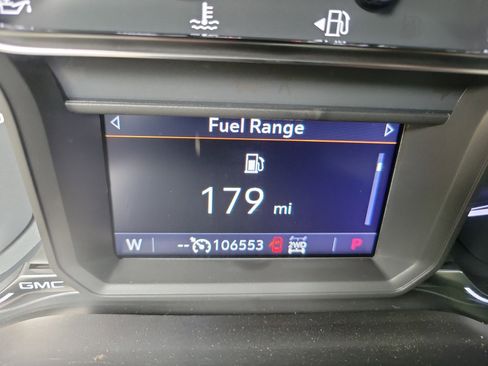 Fuel Range
179 mi
W -- 106553 2WD P
GMC